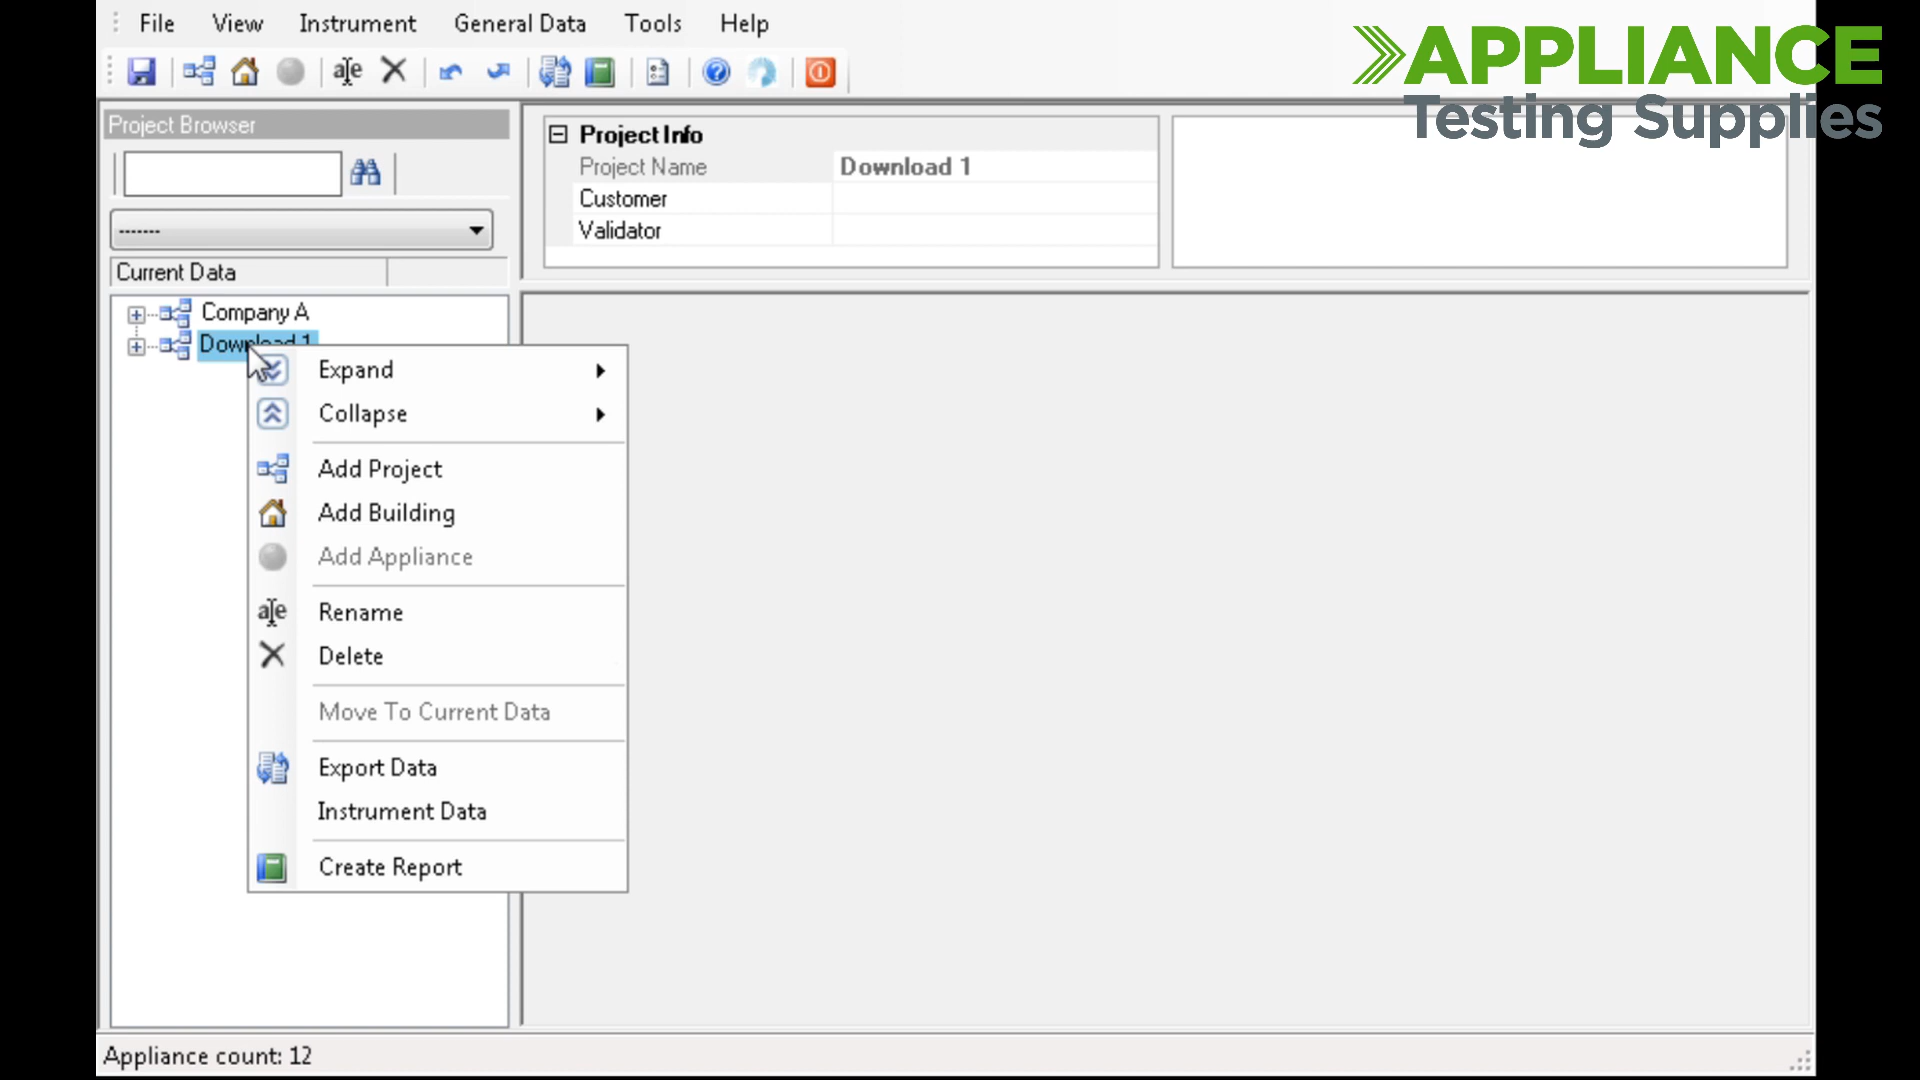 File View Instrument General Data Tools Help
APPLIANCE
Testing Supplies
Project Browser
Project Info
Project Name Download 1
Customer
Validator
-------
Current Data
Company A
Download 1
Expand
Collapse
Add Project
Add Building
Add Appliance
Rename
Delete
Move To Current Data
Export Data
Instrument Data
Create Report
Appliance count: 12